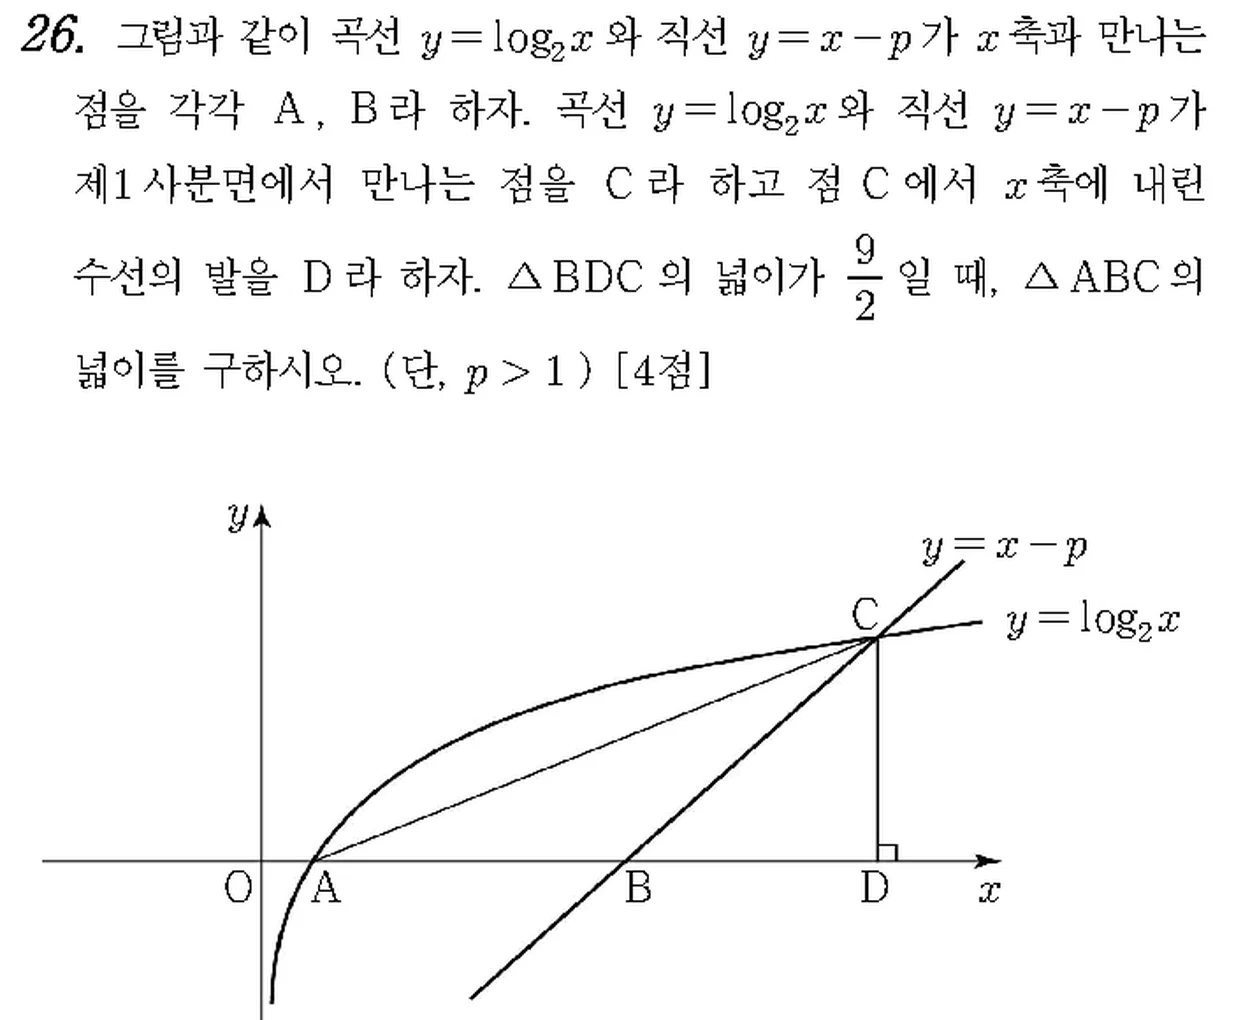 26. 그림과 같이 곡선 y=log₂x 와 직선 y=x-p가 x축과 만나는
점을 각각 A, B라 하자. 곡선 y=log₂x와 직선 y=x-p가
제1사분면에서 만나는 점을 C라 하고 점 C에서 x축에 내린
수선의 발을 D라 하자. △BDC의 넓이가 9/2일 때, △ABC의
넓이를 구하시오. (단, p > 1) [4점]
y
y=x-p
C
y=log₂x
O A B D x